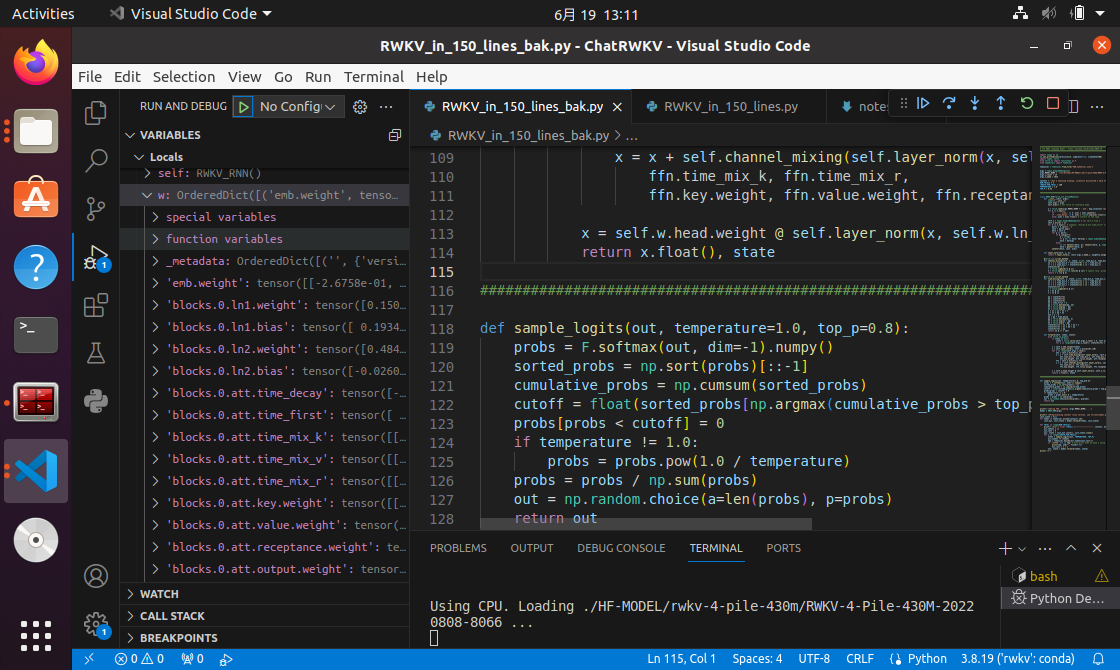 Activities
Visual Studio Code
6月 19 13:11
RWKV_in_150_lines_bak.py - ChatRWKV - Visual Studio Code
File Edit Selection View Go Run Terminal Help
RUN AND DEBUG
No Config
RWKV_in_150_lines_bak.py
RWKV_in_150_lines.py
note
VARIABLES
RWKV_in_150_lines_bak.py > ...
Locals
self: RWKV_RNN()
w: OrderedDict([('emb.weight', tenso...
special variables
function variables
_metadata: OrderedDict([('', {'versi...
'emb.weight': tensor([[-2.6758e-01, ...
'blocks.0.ln1.weight': tensor([0.150...
'blocks.0.ln1.bias': tensor([ 0.1934...
'blocks.0.ln2.weight': tensor([0.484...
'blocks.0.ln2.bias': tensor([-0.0260...
'blocks.0.att.time_decay': tensor([-...
'blocks.0.att.time_first': tensor([ ...
'blocks.0.att.time_mix_k': tensor([[...
'blocks.0.att.time_mix_v': tensor([[...
'blocks.0.att.time_mix_r': tensor([[...
'blocks.0.att.key.weight': tensor([[...
'blocks.0.att.value.weight': tensor(...
'blocks.0.att.receptance.weight': te...
'blocks.0.att.output.weight': tensor...
WATCH
CALL STACK
BREAKPOINTS
109 x = x + self.channel_mixing(self.layer_norm(x, se
110 ffn.time_mix_k, ffn.time_mix_r,
111 ffn.key.weight, ffn.value.weight, ffn.receptan
112
113 x = self.w.head.weight @ self.layer_norm(x, self.w.ln_
114 return x.float(), state
115
116 ##################################################################
117
118 def sample_logits(out, temperature=1.0, top_p=0.8):
119 probs = F.softmax(out, dim=-1).numpy()
120 sorted_probs = np.sort(probs)[::-1]
121 cumulative_probs = np.cumsum(sorted_probs)
122 cutoff = float(sorted_probs[np.argmax(cumulative_probs > top_p
123 probs[probs < cutoff] = 0
124 if temperature != 1.0:
125 probs = probs.pow(1.0 / temperature)
126 probs = probs / np.sum(probs)
127 out = np.random.choice(a=len(probs), p=probs)
128 return out
PROBLEMS OUTPUT DEBUG CONSOLE TERMINAL PORTS
Using CPU. Loading ./HF-MODEL/rwkv-4-pile-430m/RWKV-4-Pile-430M-2022
0808-8066 ...
bash
Python De...
1
1
0 0 0 Ln 115, Col 1 Spaces: 4 UTF-8 CRLF Python 3.8.19 ('rwkv': conda)